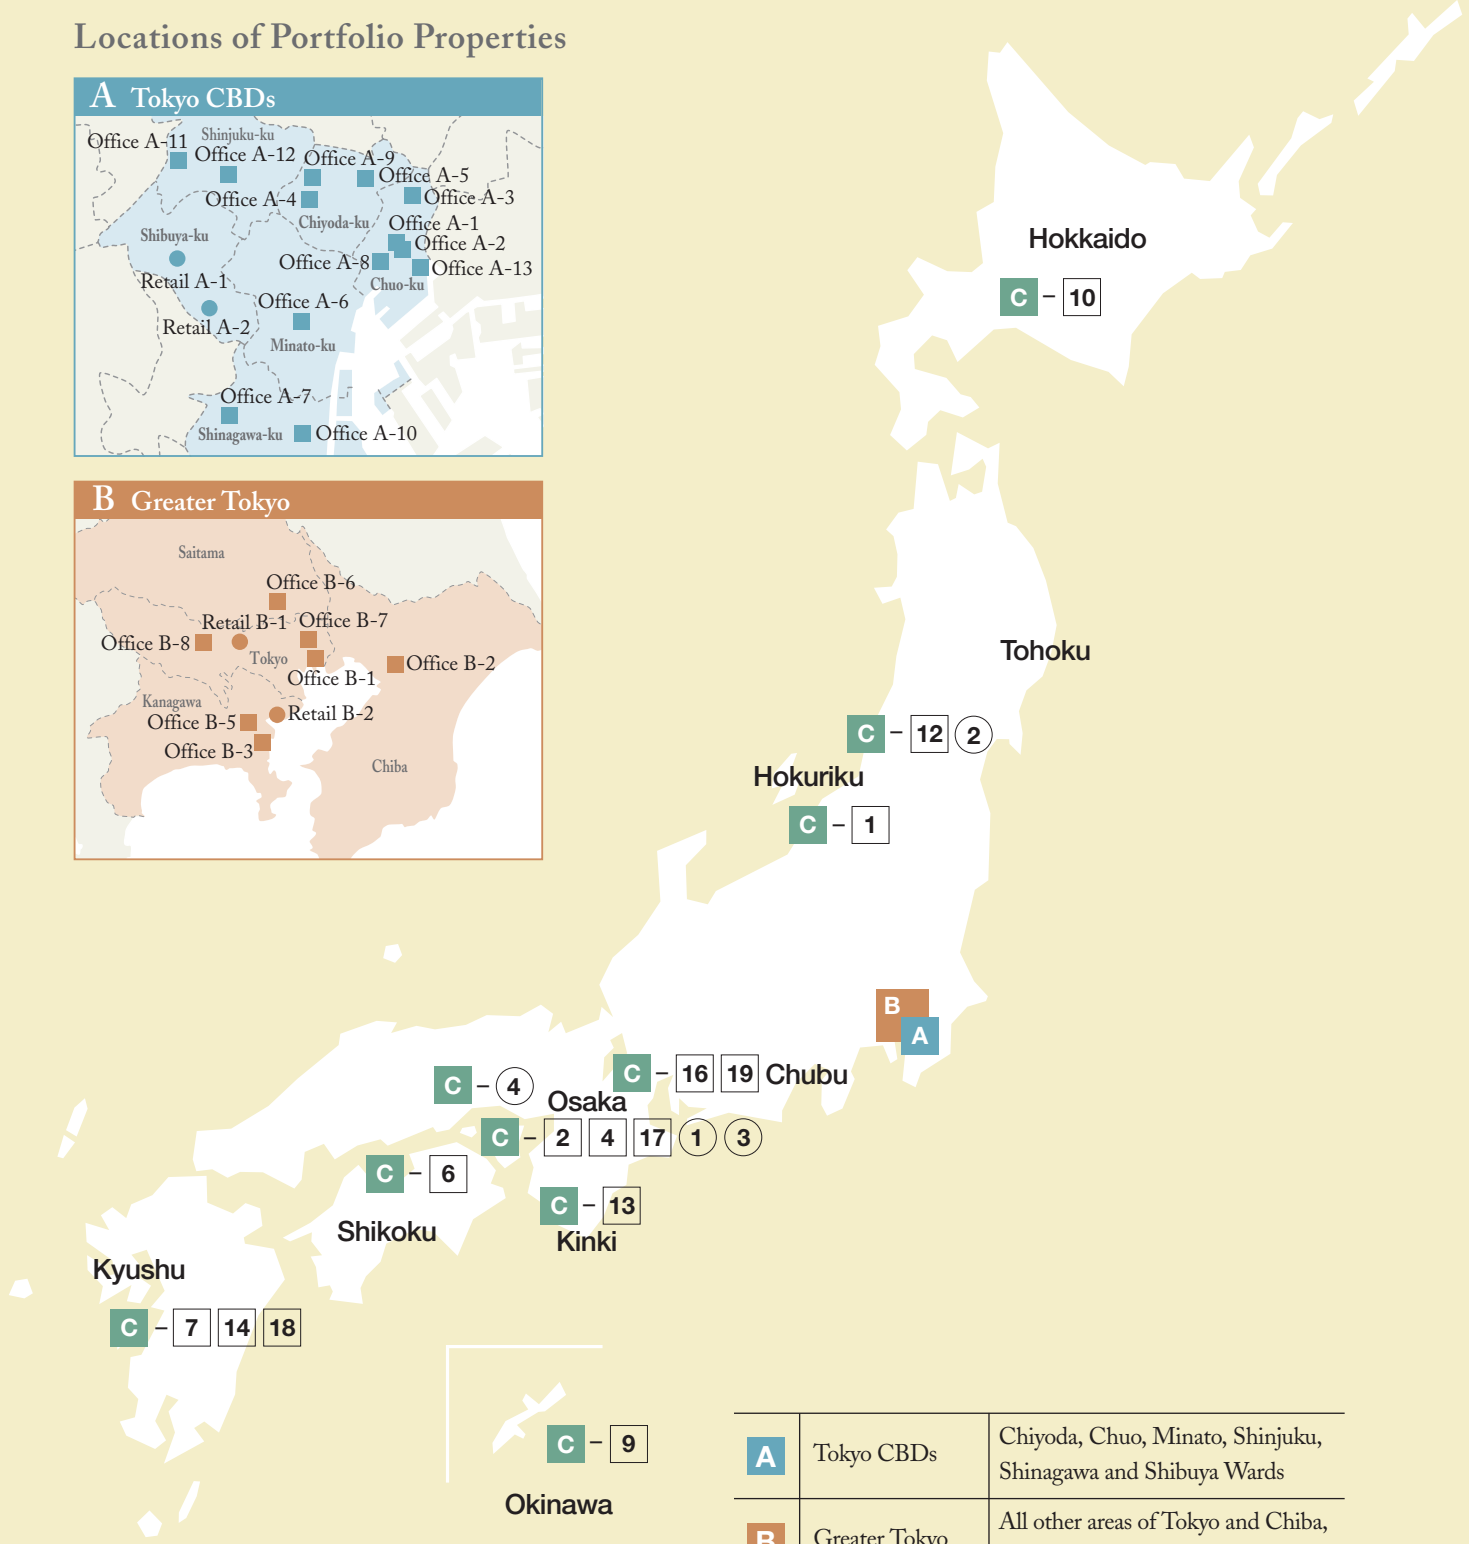 Locations of Portfolio Properties
A Tokyo CBDs
Shinjuku-ku
Office A-11
Office A-12
Office A-9
Office A-5
Office A-4
Office A-3
Chiyoda-ku
Office A-1
Shibuya-ku
Office A-2
Office A-8
Office A-13
Retail A-1
Chuo-ku
Office A-6
Retail A-2
Minato-ku
Office A-7
Shinagawa-ku
Office A-10
B Greater Tokyo
Saitama
Office B-6
Retail B-1
Office B-7
Office B-8
Tokyo
Office B-2
Office B-1
Kanagawa
Retail B-2
Office B-5
Office B-3
Chiba
Hokkaido
C – 10
Tohoku
C – 12 2
Hokuriku
C – 1
B
A
C – 16 19 Chubu
C – 4
Osaka
C – 2 4 17 1 3
C – 6
Shikoku
C – 13
Kinki
Kyushu
C – 7 14 18
C – 9
Okinawa
A Tokyo CBDs
Chiyoda, Chuo, Minato, Shinjuku,
Shinagawa and Shibuya Wards
B Greater Tokyo
All other areas of Tokyo and Chiba,